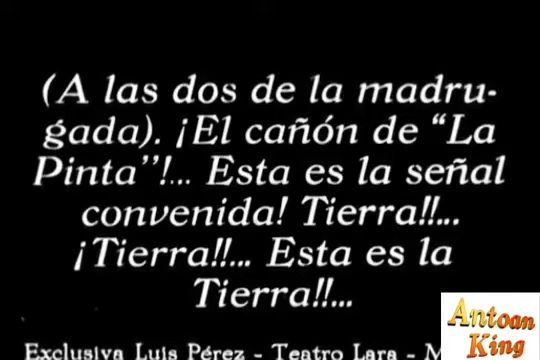 (A las dos de la madru-
gada). ¡El cañón de “La
Pinta”!... Esta es la señal
convenida! Tierra!!...
¡Tierra!!... Esta es la
Tierra!!...
Exclusiva Luis Pérez - Teatro Lara -
Antoan
King